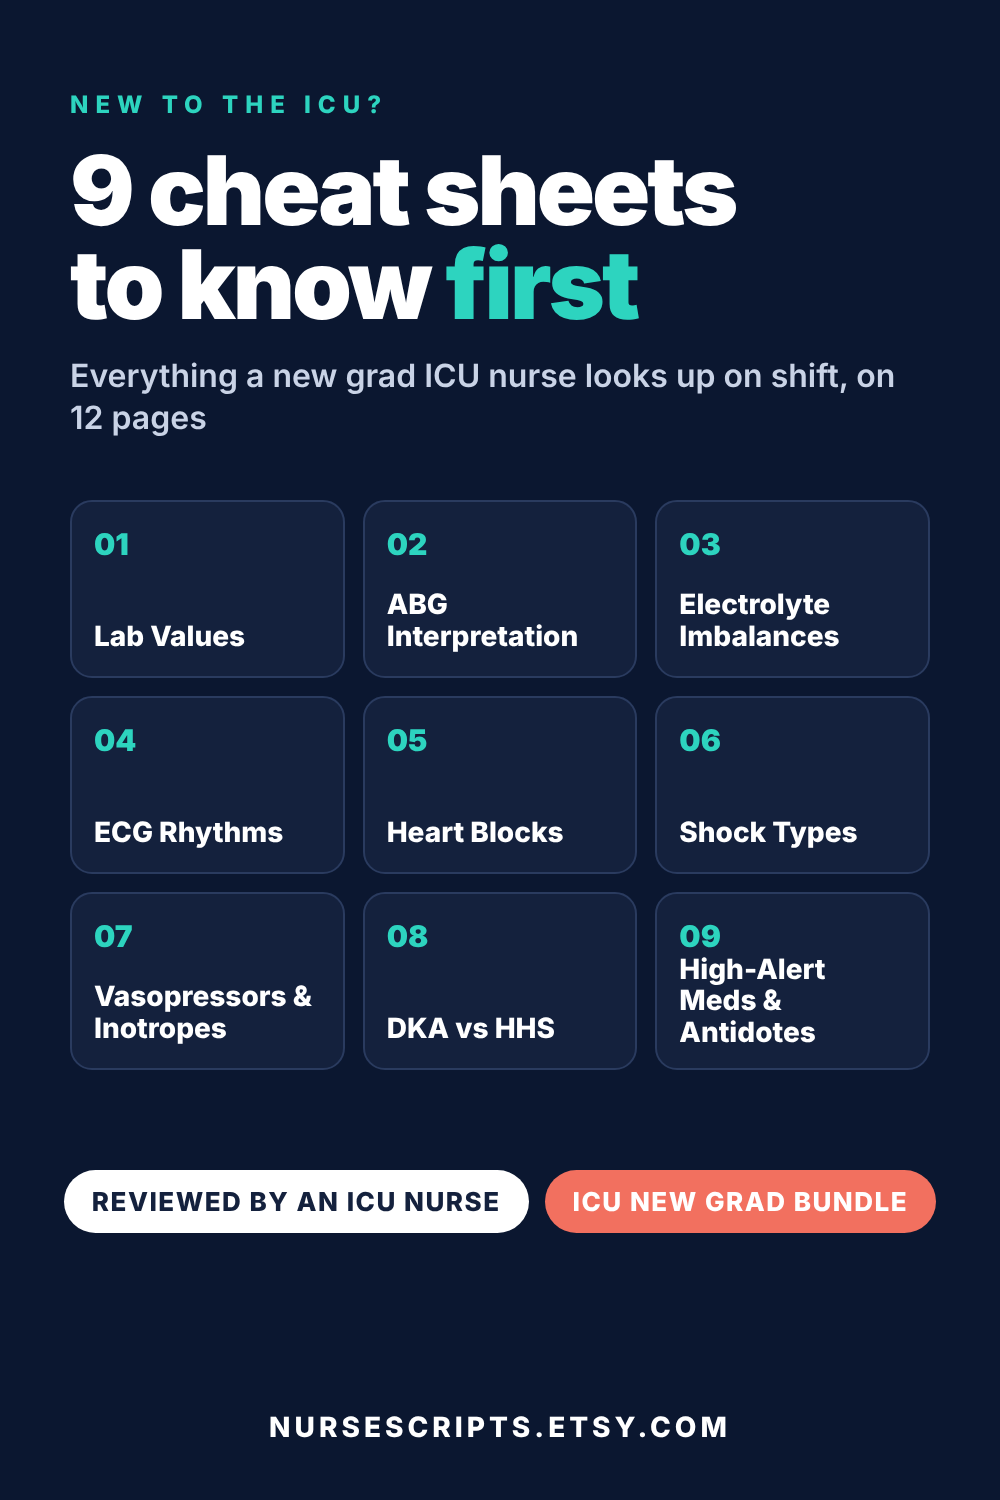 NEW TO THE ICU?
9 cheat sheets
to know first
Everything a new grad ICU nurse looks up on shift, on
12 pages
01
Lab Values
02
ABG
Interpretation
03
Electrolyte
Imbalances
04
ECG Rhythms
05
Heart Blocks
06
Shock Types
07
Vasopressors &
Inotropes
08
DKA vs HHS
09
High-Alert
Meds &
Antidotes
REVIEWED BY AN ICU NURSE
ICU NEW GRAD BUNDLE
NURSESCRIPTS.ETSY.COM